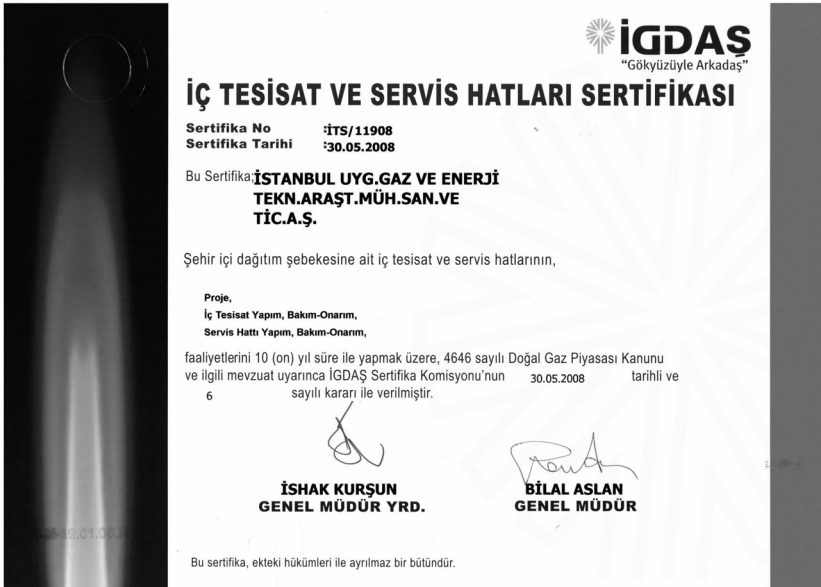 İGDAŞ
“Gökyüzüyle Arkadaş”
İÇ TESİSAT VE SERVİS HATLARI SERTİFİKASI
Sertifika No :İTS/11908
Sertifika Tarihi :30.05.2008
Bu Sertifika; İSTANBUL UYG.GAZ VE ENERJİ
TEKN.ARAŞT.MÜH.SAN.VE
TİC.A.Ş.
Şehir içi dağıtım şebekesine ait iç tesisat ve servis hatlarının,
Proje,
İç Tesisat Yapım, Bakım-Onarım,
Servis Hattı Yapım, Bakım-Onarım,
faaliyetlerini 10 (on) yıl süre ile yapmak üzere, 4646 sayılı Doğal Gaz Piyasası Kanunu
ve ilgili mevzuat uyarınca İGDAŞ Sertifika Komisyonu'nun 30.05.2008 tarihli ve
6 sayılı kararı ile verilmiştir.
İSHAK KURŞUN
GENEL MÜDÜR YRD.
BİLAL ASLAN
GENEL MÜDÜR
Bu sertifika, ekteki hükümleri ile ayrılmaz bir bütündür.